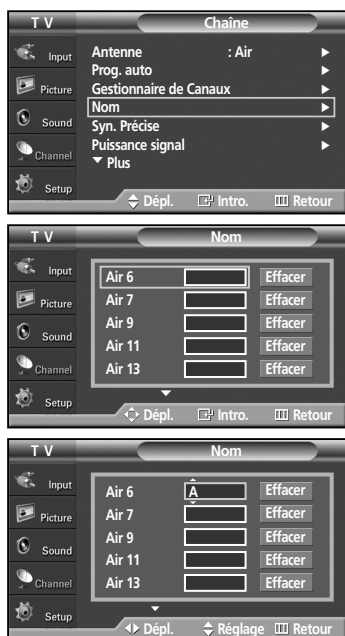 T V Chaîne
Input
Picture
Sound
Channel
Setup
Antenne : Air ►
Prog. auto ►
Gestionnaire de Canaux ►
Nom ►
Syn. Précise ►
Puissance signal ►
▼ Plus
Dépl. Intro. Retour
T V Nom
Input
Picture
Sound
Channel
Setup
Air 6 Effacer
Air 7 Effacer
Air 9 Effacer
Air 11 Effacer
Air 13 Effacer
Dépl. Intro. Retour
T V Nom
Input
Picture
Sound
Channel
Setup
Air 6 A Effacer
Air 7 Effacer
Air 9 Effacer
Air 11 Effacer
Air 13 Effacer
Dépl. Réglage Retour